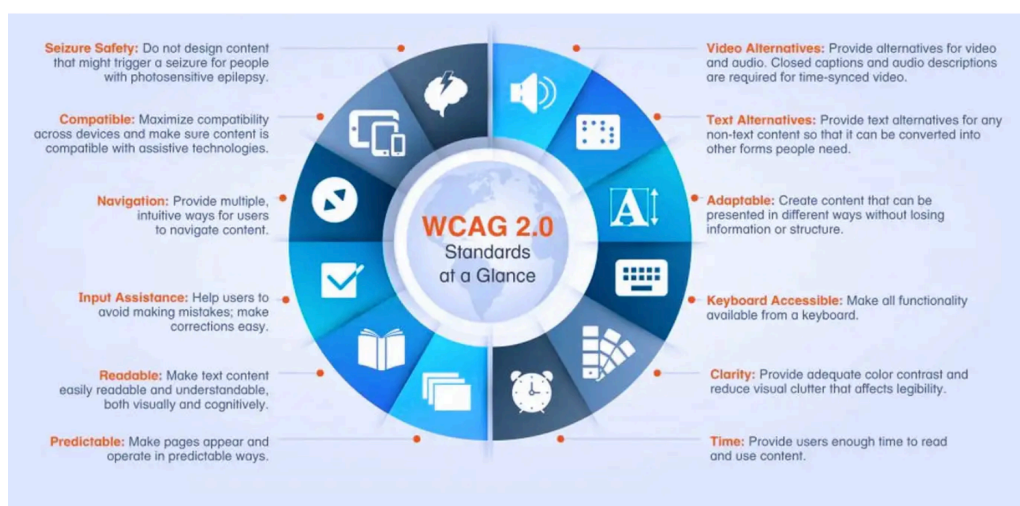 Seizure Safety: Do not design content
that might trigger a seizure for people
with photosensitive epilepsy.
Compatible: Maximize compatibility
across devices and make sure content is
compatible with assistive technologies.
Navigation: Provide multiple,
intuitive ways for users
to navigate content.
Input Assistance: Help users to
avoid making mistakes; make
corrections easy.
Readable: Make text content
easily readable and understandable,
both visually and cognitively.
Predictable: Make pages appear and
operate in predictable ways.
WCAG 2.0
Standards
at a Glance
A
Video Alternatives: Provide alternatives for video
and audio. Closed captions and audio descriptions
are required for time-synced video.
Text Alternatives: Provide text alternatives for any
non-text content so that it can be converted into
other forms people need.
Adaptable: Create content that can be
presented in different ways without losing
information or structure.
Keyboard Accessible: Make all functionality
available from a keyboard.
Clarity: Provide adequate color contrast and
reduce visual clutter that affects legibility.
Time: Provide users enough time to read
and use content.